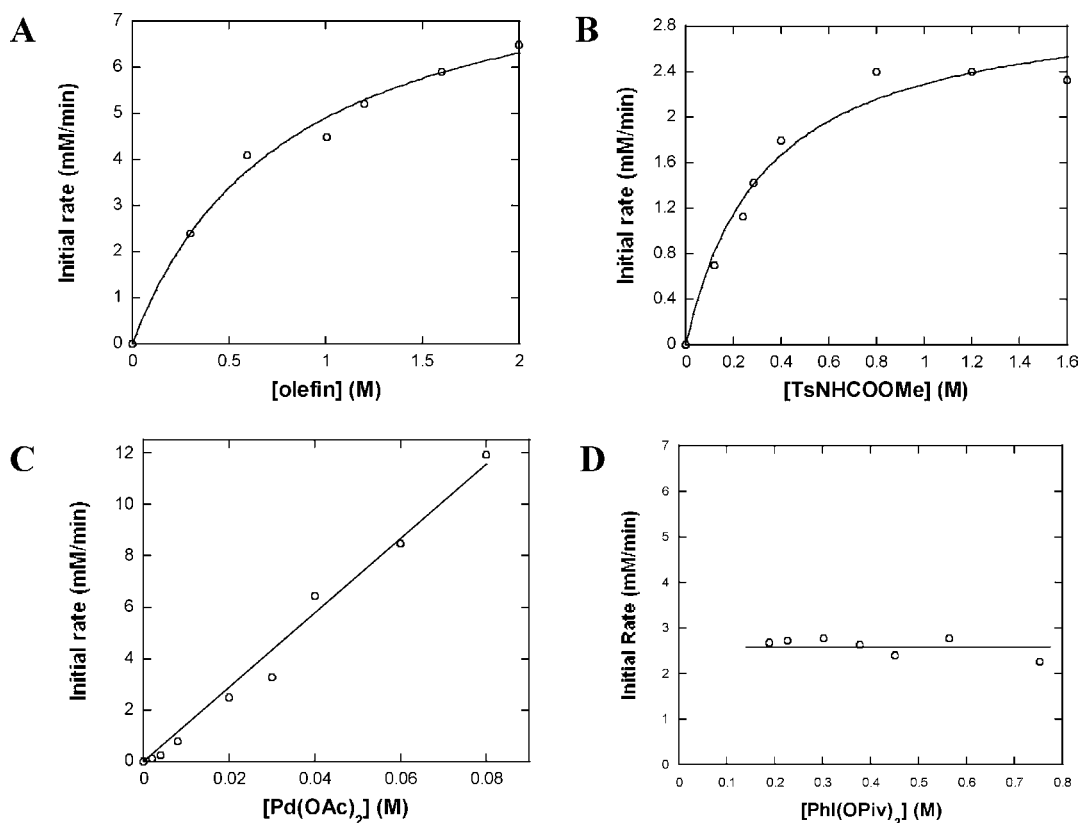 A
Initial rate (mM/min)
7
6
5
4
3
2
1
0
0 0.5 1 1.5 2
[olefin] (M)
B
Initial rate (mM/min)
2.8
2.4
2
1.6
1.2
0.8
0.4
0
0 0.2 0.4 0.6 0.8 1 1.2 1.4 1.6
[TsNHCOOMe] (M)
C
Initial rate (mM/min)
12
10
8
6
4
2
0
0 0.02 0.04 0.06 0.08
[Pd(OAc)₂] (M)
D
Initial Rate (mM/min)
7
6
5
4
3
2
1
0
0 0.1 0.2 0.3 0.4 0.5 0.6 0.7 0.8
[PhI(OPiv)₂] (M)